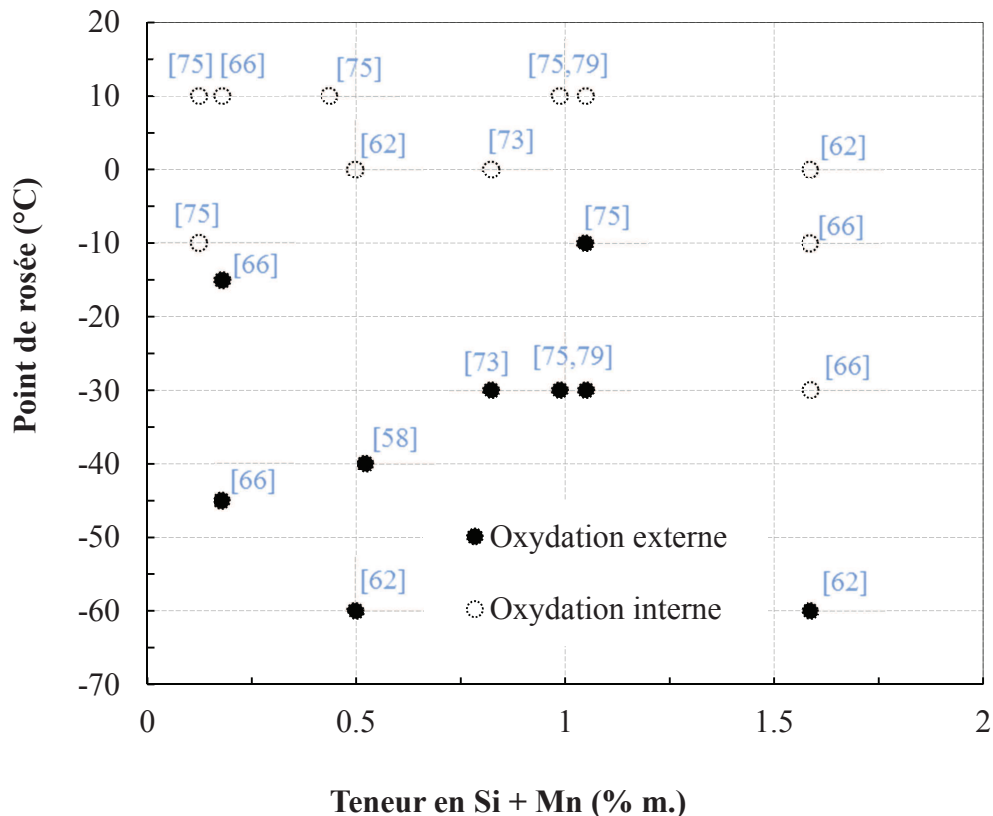 20
[75] [66] [75] [75,79]
10
[62] [73] [62]
0
[75] [75] [66]
-10
[66]
-20
[73] [75,79] [66]
-30
[58]
-40
[66]
-50
Oxydation externe
[62] [62]
-60
Oxydation interne
-70
0 0.5 1 1.5 2
Point de rosée (°C)
Teneur en Si + Mn (% m.)